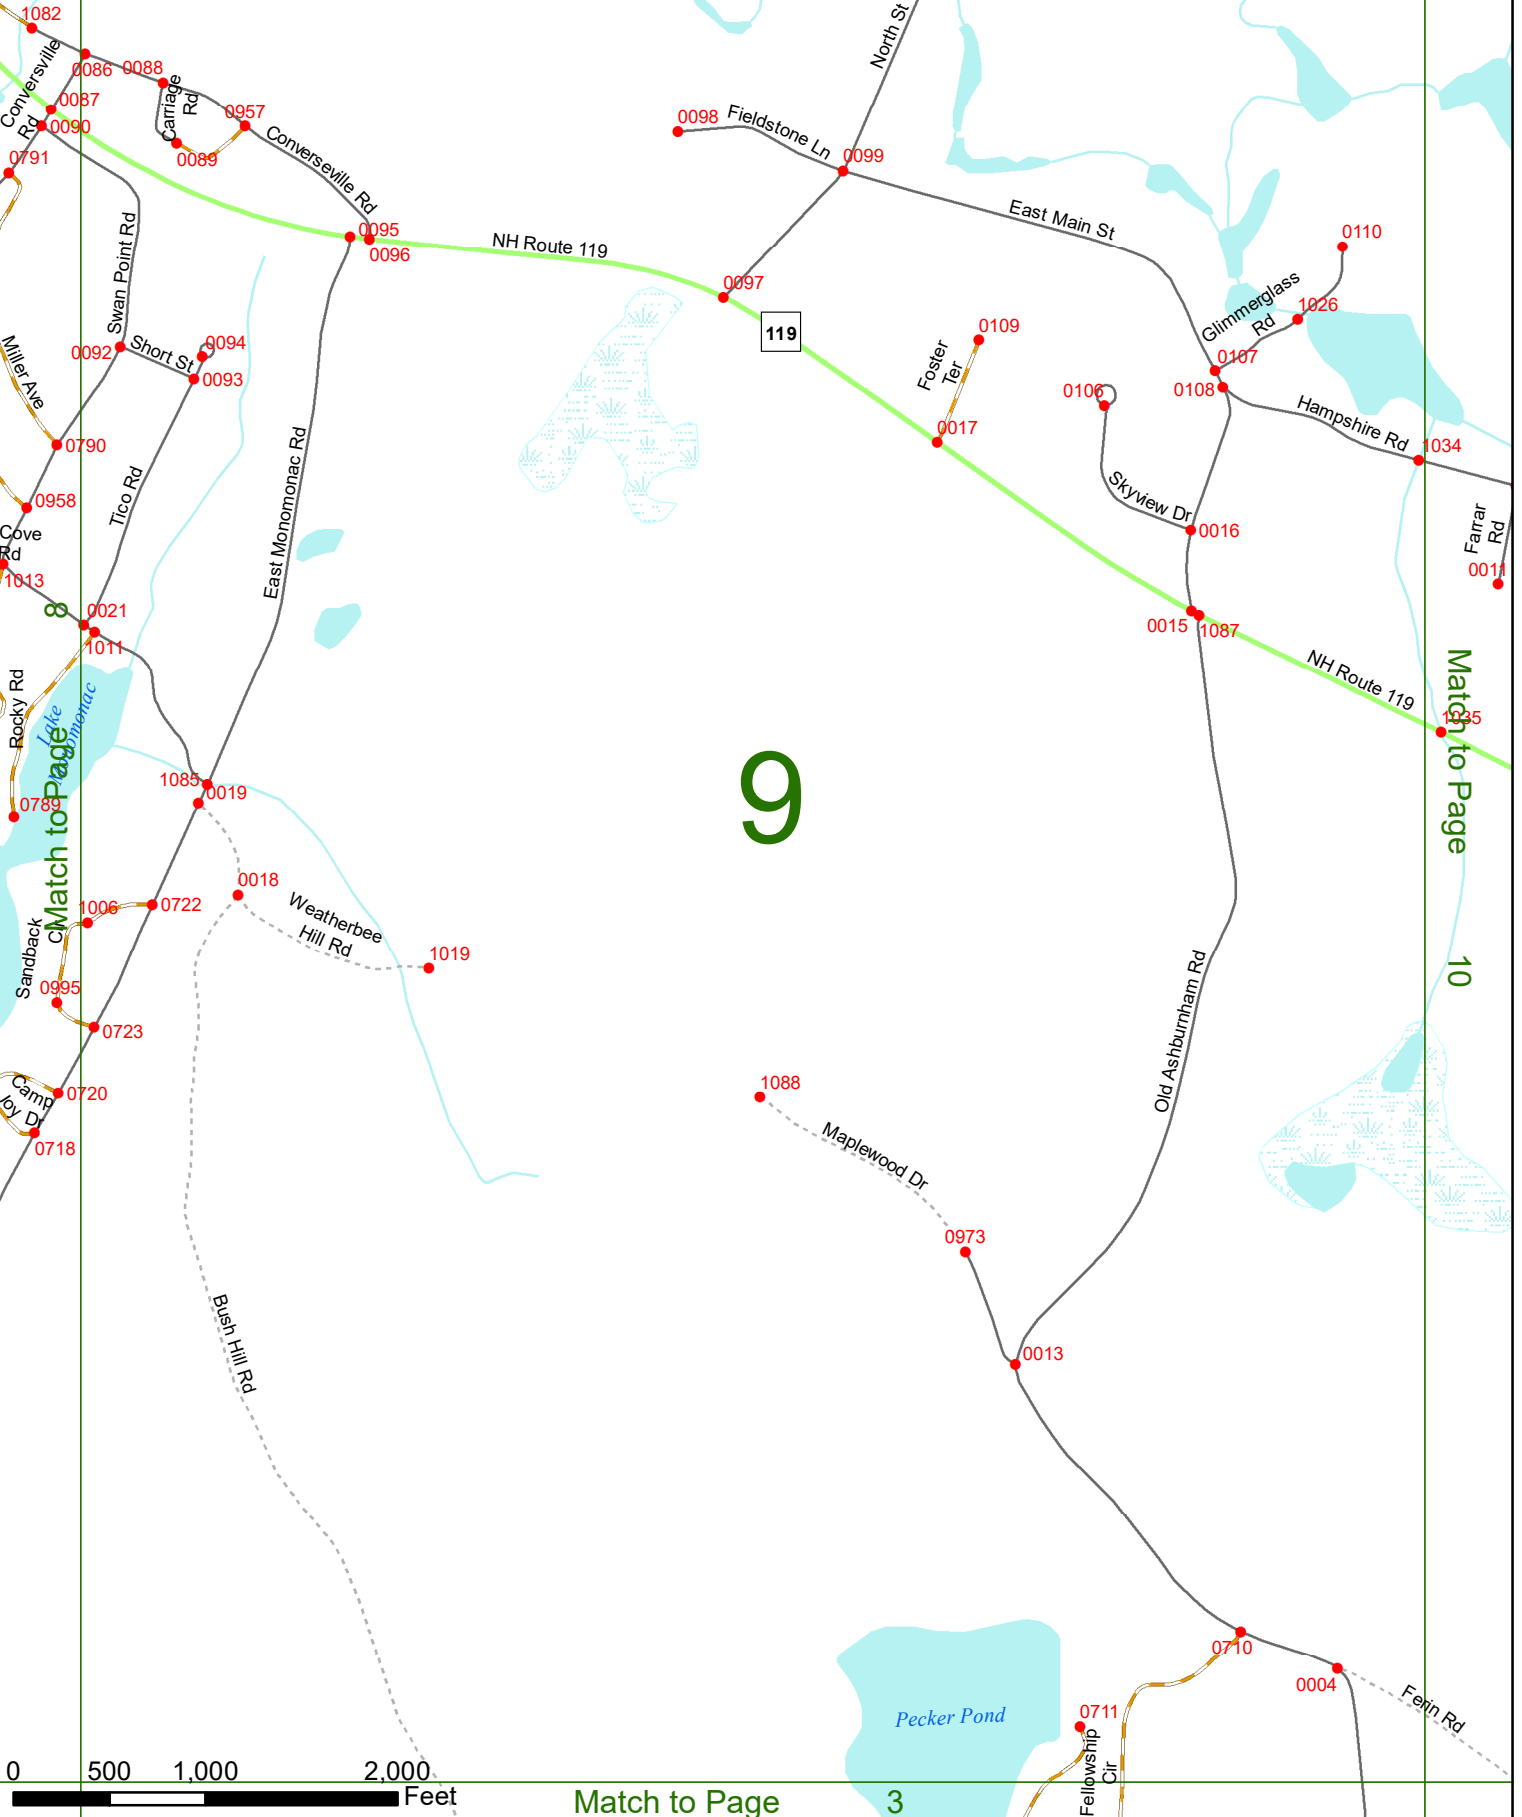 1082
North St
Conversville
Rd
0086
0088
Carriage
Rd
0087
0957
0090
0098
Fieldstone Ln
0089
Converseville Rd
0791
0099
East Main St
Swan Point Rd
0095
0096
NH Route 119
0110
0097
119
Glimmerglass
Rd
1026
0109
Foster
Ter
0094
0092
Short St
0093
Miller Ave
0107
0106
0108
Hampshire Rd
0017
0790
1034
East Monomonac Rd
Tico Rd
Skyview Dr
0958
0016
Farrar
Rd
Cove
Rd
0011
1013
8
0021
0015
1087
1011
NH Route 119
Match to Page
Rocky Rd
Lake
Monomonac
1035
Match to Page
9
1085
0019
0789
0018
Weatherbee
Hill Rd
1006
0722
Sandback
Cir
1019
10
0995
Old Ashburnham Rd
0723
Camp
Joy Dr
0720
1088
0718
Maplewood Dr
0973
Bush Hill Rd
0013
0710
0004
Ferin Rd
0711
Pecker Pond
Fellowship
Cir
0 500 1,000 2,000
Feet
Match to Page 3